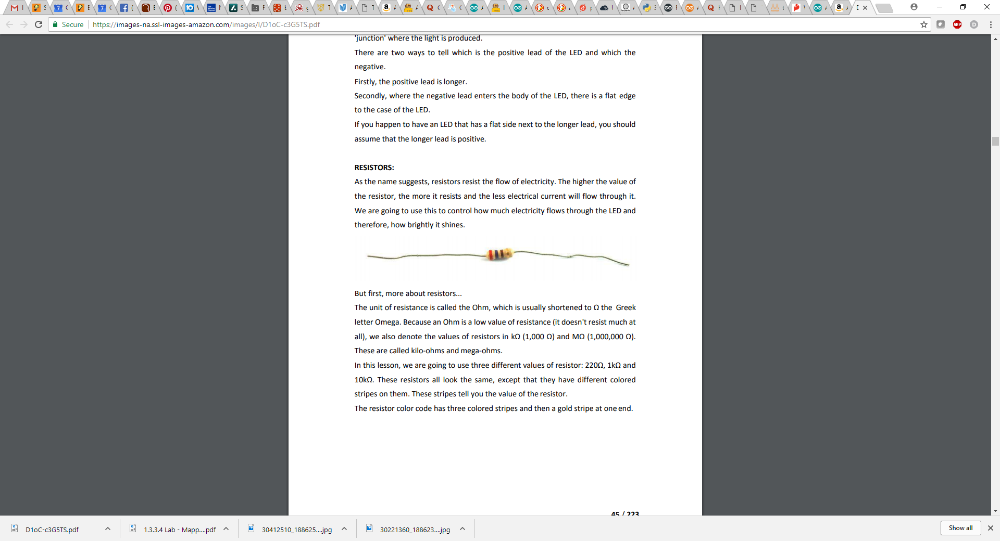 Secure
https://images-na.ssl-images-amazon.com/images/I/D1oC-c3G5TS.pdf
ABP
'junction' where the light is produced.
There are two ways to tell which is the positive lead of the LED and which the
negative.
Firstly, the positive lead is longer.
Secondly, where the negative lead enters the body of the LED, there is a flat edge
to the case of the LED.
If you happen to have an LED that has a flat side next to the longer lead, you should
assume that the longer lead is positive.
RESISTORS:
As the name suggests, resistors resist the flow of electricity. The higher the value of
the resistor, the more it resists and the less electrical current will flow through it.
We are going to use this to control how much electricity flows through the LED and
therefore, how brightly it shines.
But first, more about resistors...
The unit of resistance is called the Ohm, which is usually shortened to Ω the Greek
letter Omega. Because an Ohm is a low value of resistance (it doesn't resist much at
all), we also denote the values of resistors in kΩ (1,000 Ω) and MΩ (1,000,000 Ω).
These are called kilo-ohms and mega-ohms.
In this lesson, we are going to use three different values of resistor: 220Ω, 1kΩ and
10kΩ. These resistors all look the same, except that they have different colored
stripes on them. These stripes tell you the value of the resistor.
The resistor color code has three colored stripes and then a gold stripe at one end.
45 / 223
D1oC-c3G5TS.pdf
1.3.3.4 Lab - Mapp....pdf
30412510_188625....jpg
30221360_188623....jpg
Show all